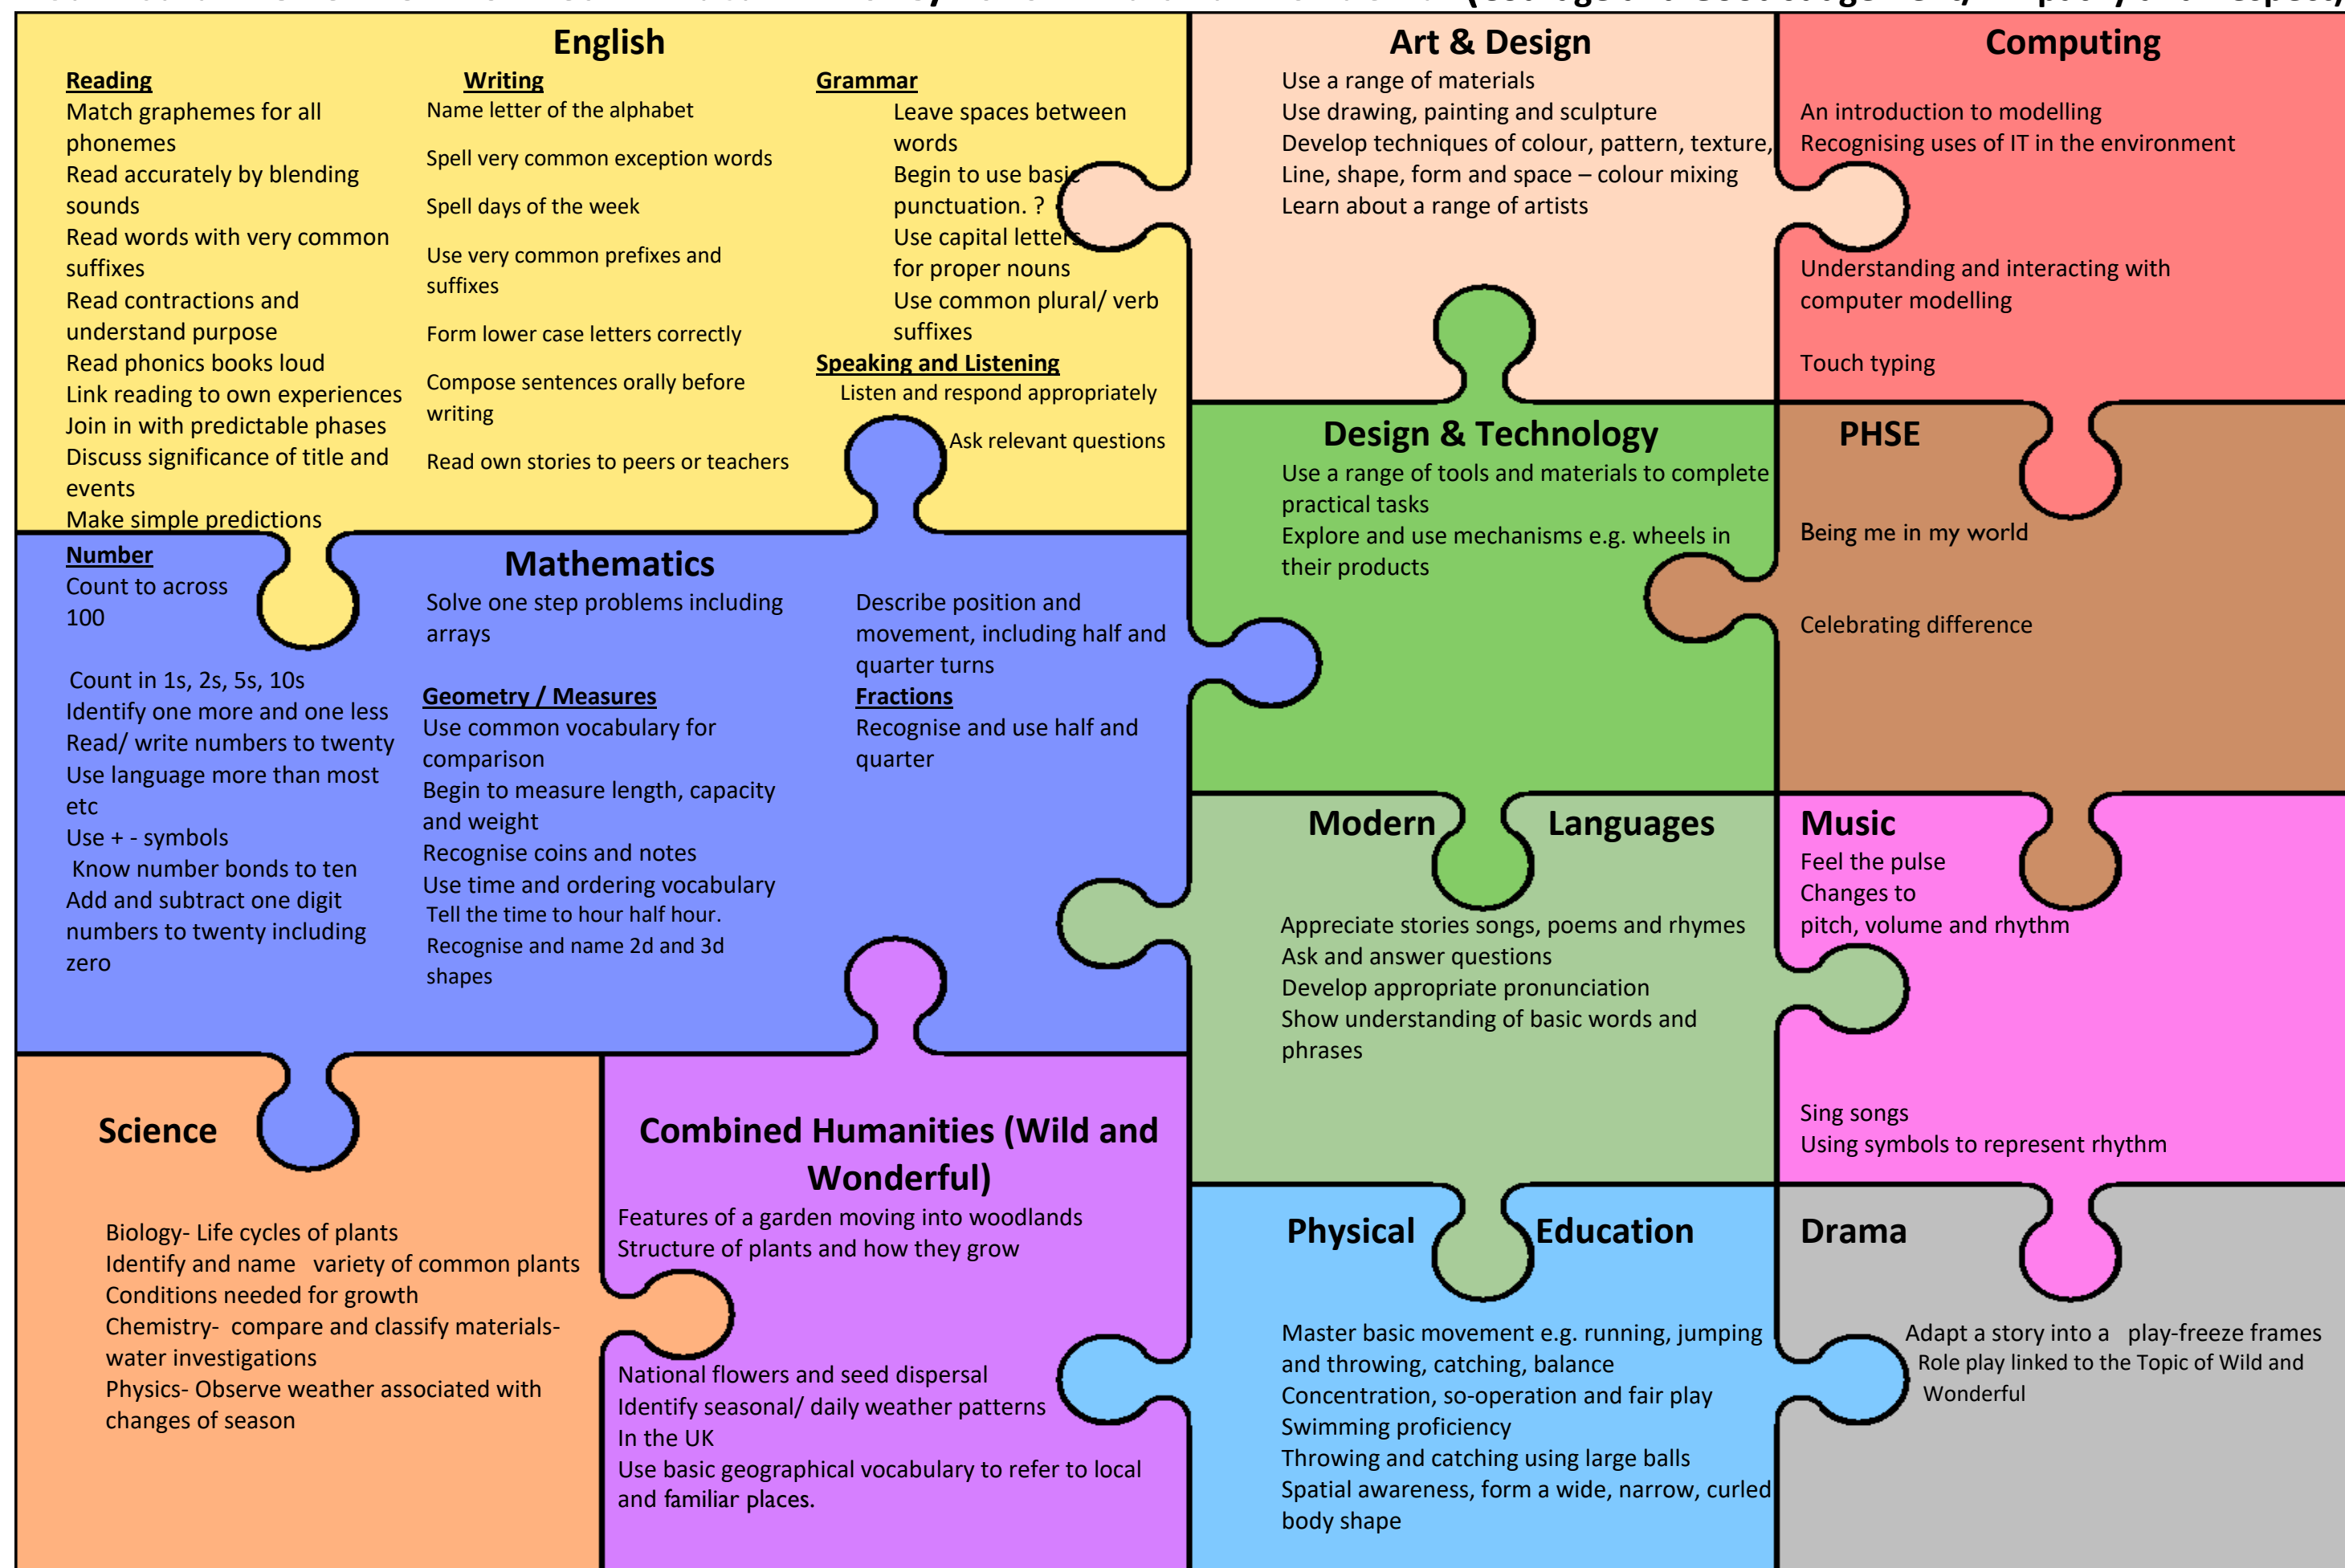 English
Reading
Match graphemes for all
phonemes
Read accurately by blending
sounds
Read words with very common
suffixes
Read contractions and
understand purpose
Read phonics books loud
Link reading to own experiences
Join in with predictable phases
Discuss significance of title and
events
Make simple predictions
Writing
Name letter of the alphabet
Spell very common exception words
Spell days of the week
Use very common prefixes and
suffixes
Form lower case letters correctly
Compose sentences orally before
writing
Read own stories to peers or teachers
Grammar
Leave spaces between
words
Begin to use basic
punctuation. ?
Use capital letters
for proper nouns
Use common plural/ verb
suffixes
Speaking and Listening
Listen and respond appropriately
Ask relevant questions
Art & Design
Use a range of materials
Use drawing, painting and sculpture
Develop techniques of colour, pattern, texture,
Line, shape, form and space – colour mixing
Learn about a range of artists
Computing
An introduction to modelling
Recognising uses of IT in the environment
Understanding and interacting with
computer modelling
Touch typing
Design & Technology
Use a range of tools and materials to complete
practical tasks
Explore and use mechanisms e.g. wheels in
their products
PHSE
Being me in my world
Celebrating difference
Mathematics
Number
Count to across
100
Count in 1s, 2s, 5s, 10s
Identify one more and one less
Read/ write numbers to twenty
Use language more than most
etc
Use + - symbols
Know number bonds to ten
Add and subtract one digit
numbers to twenty including
zero
Solve one step problems including
arrays
Geometry / Measures
Use common vocabulary for
comparison
Begin to measure length, capacity
and weight
Recognise coins and notes
Use time and ordering vocabulary
Tell the time to hour half hour.
Recognise and name 2d and 3d
shapes
Describe position and
movement, including half and
quarter turns
Fractions
Recognise and use half and
quarter
Modern Languages
Appreciate stories songs, poems and rhymes
Ask and answer questions
Develop appropriate pronunciation
Show understanding of basic words and
phrases
Music
Feel the pulse
Changes to
pitch, volume and rhythm
Sing songs
Using symbols to represent rhythm
Science
Biology- Life cycles of plants
Identify and name variety of common plants
Conditions needed for growth
Chemistry- compare and classify materials-
water investigations
Physics- Observe weather associated with
changes of season
Combined Humanities (Wild and
Wonderful)
Features of a garden moving into woodlands
Structure of plants and how they grow
National flowers and seed dispersal
Identify seasonal/ daily weather patterns
In the UK
Use basic geographical vocabulary to refer to local
and familiar places.
Physical Education
Master basic movement e.g. running, jumping
and throwing, catching, balance
Concentration, so-operation and fair play
Swimming proficiency
Throwing and catching using large balls
Spatial awareness, form a wide, narrow, curled
body shape
Drama
Adapt a story into a play-freeze frames
Role play linked to the Topic of Wild and
Wonderful